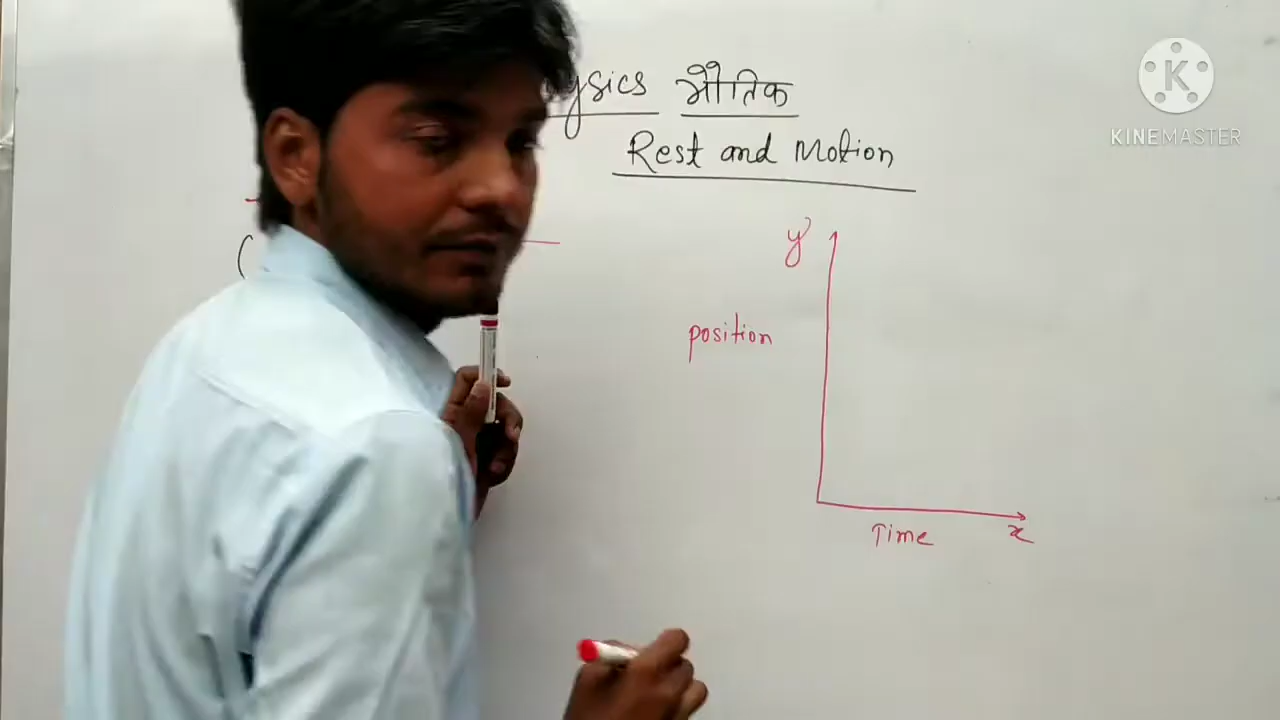 ysics भौतिक
Rest and Motion
y
position
Time
x
K
KINEMASTER